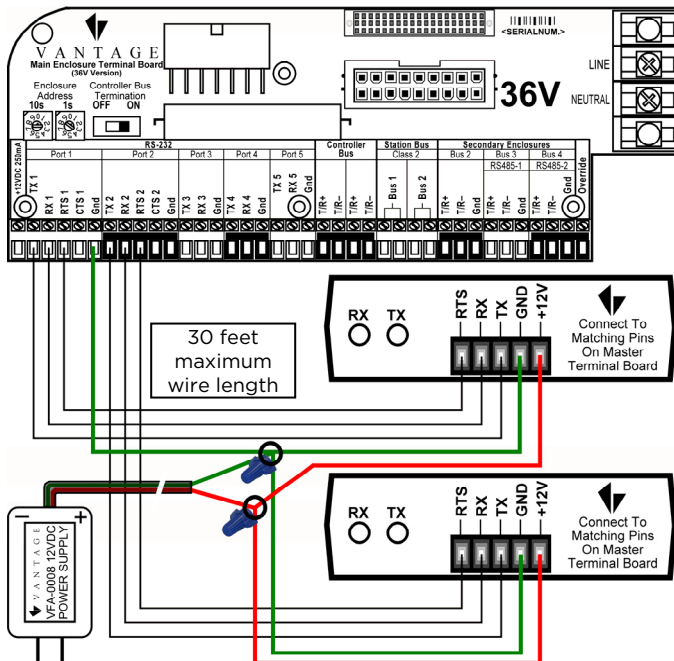 VANTAGE
Main Enclosure Terminal Board
(36V Version)
Enclosure
Address
10s 1s
Controller Bus
Termination
OFF ON
<SERIALNUM.>
36V
LINE
NEUTRAL
+12VDC 250mA
RS-232
Port 1
Port 2
Port 3
Port 4
Port 5
Controller
Bus
Station Bus
Class 2
Secondary Enclosures
Bus 2
Bus 3
Bus 4
RS485-1
RS485-2
Override
TX 1
RX 1
RTS 1
CTS 1
Gnd
TX 2
RX 2
RTS 2
CTS 2
Gnd
TX 3
RX 3
Gnd
TX 4
RX 4
Gnd
TX 5
RX 5
Gnd
T/R+
T/R−
T/R+
T/R−
Bus 1
Bus 2
T/R+
T/R−
Gnd
T/R+
T/R−
Gnd
T/R+
T/R−
Gnd
30 feet
maximum
wire length
RX TX
RTS
RX
TX
GND
+12V
Connect To
Matching Pins
On Master
Terminal Board
RX TX
RTS
RX
TX
GND
+12V
Connect To
Matching Pins
On Master
Terminal Board
− +
VANTAGE
VFA-0008 12VDC
POWER SUPPLY